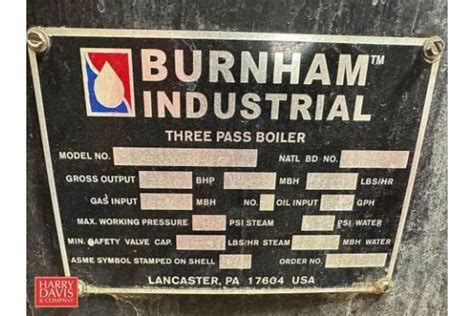 BURNHAM™
INDUSTRIAL
THREE PASS BOILER
MODEL NO. NATL BD NO.
GROSS OUTPUT BHP MBH LBS/HR
GAS INPUT MBH NO. OIL INPUT GPH
MAX. WORKING PRESSURE PSI STEAM PSI WATER
MIN. SAFETY VALVE CAP. LBS/HR STEAM MBH WATER
ASME SYMBOL STAMPED ON SHELL ORDER NO.
LANCASTER, PA 17604 USA
HARRY
DAVIS
& COMPANY